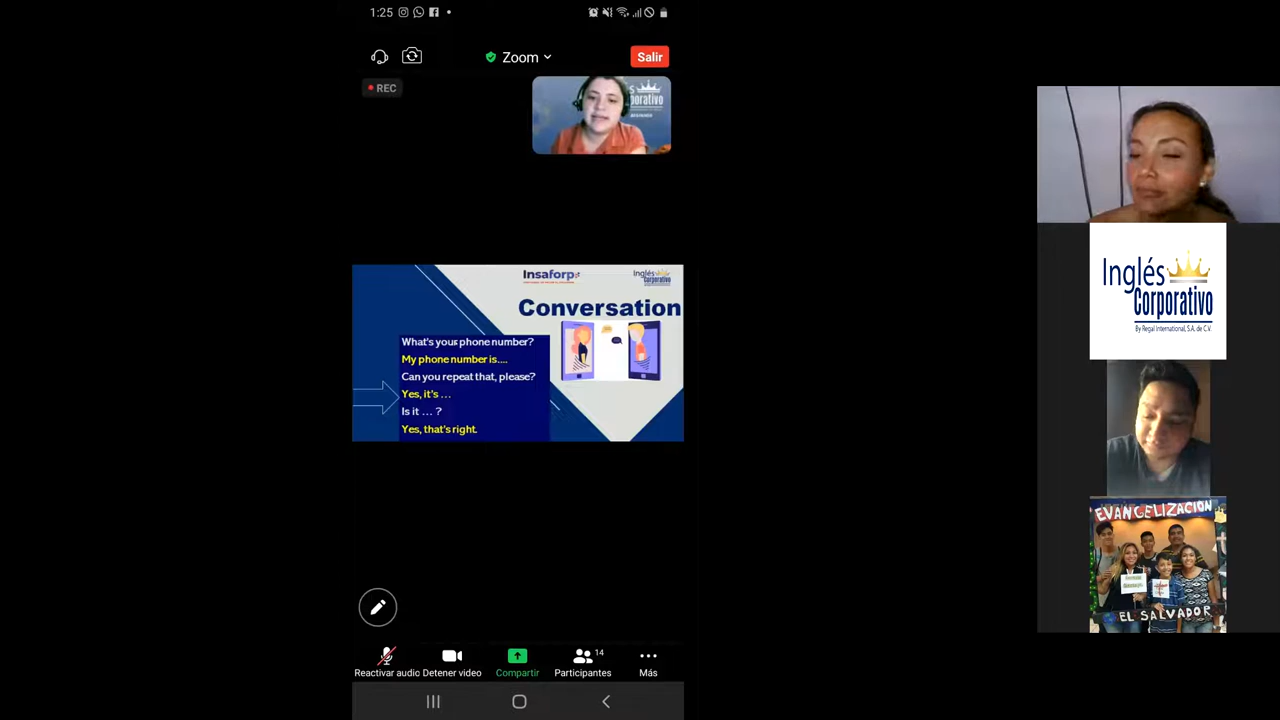 1:25
Zoom
Salir
REC
orporativo
Insaforp
Inglés
Corporativo
Conversation
What's your phone number?
My phone number is....
Can you repeat that, please?
Yes, it's ...
Is it ... ?
Yes, that's right.
Reactivar audio
Detener video
Compartir
14
Participantes
Más
Inglés
Corporativo
By Regal International, S.A. de C.V.
EVANGELIZACION
EL SALVADOR